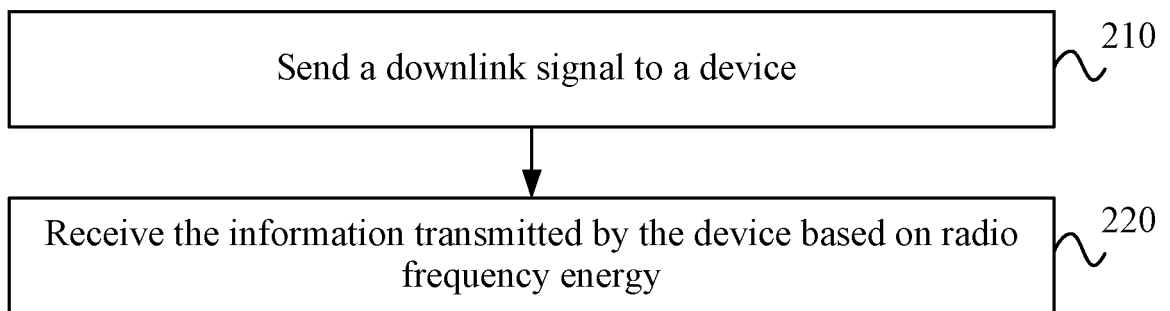 Send a downlink signal to a device
210
Receive the information transmitted by the device based on radio
frequency energy
220